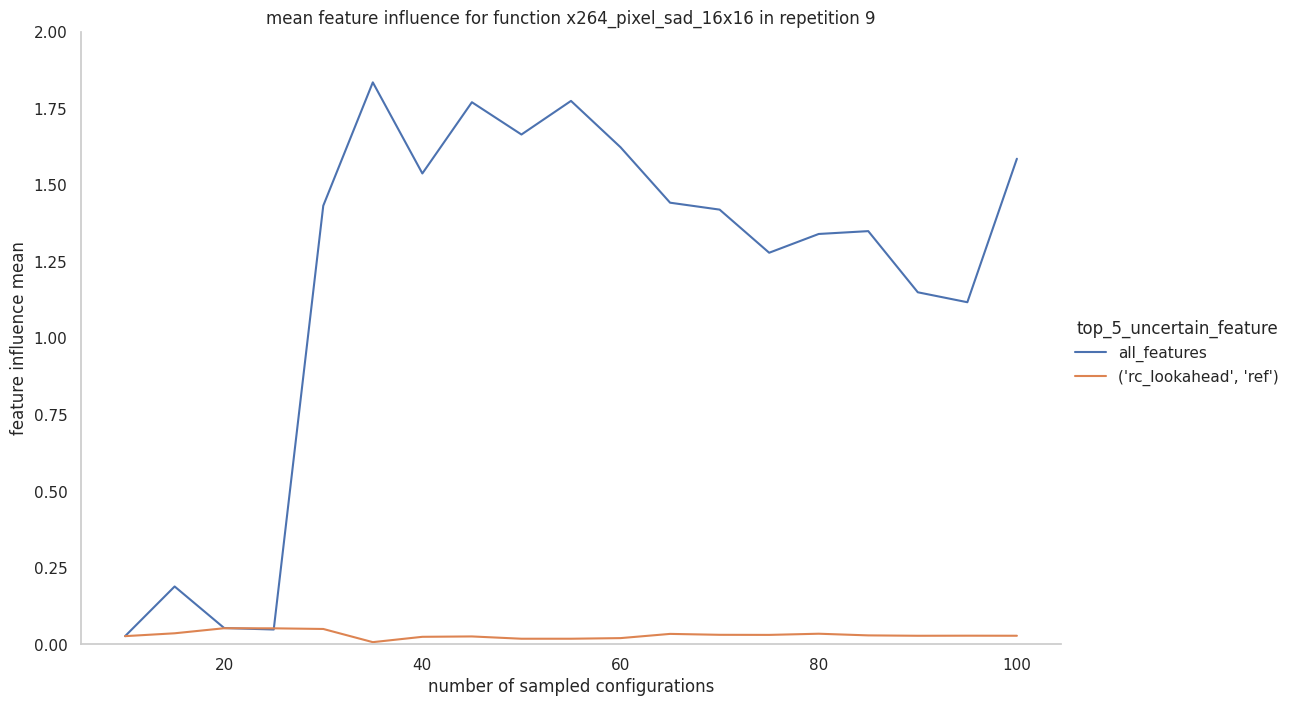 mean feature influence for function x264_pixel_sad_16x16 in repetition 9
2.00
1.75
1.50
1.25
1.00
0.75
0.50
0.25
0.00
feature influence mean
20 40 60 80 100
number of sampled configurations
top_5_uncertain_feature
all_features
('rc_lookahead', 'ref')